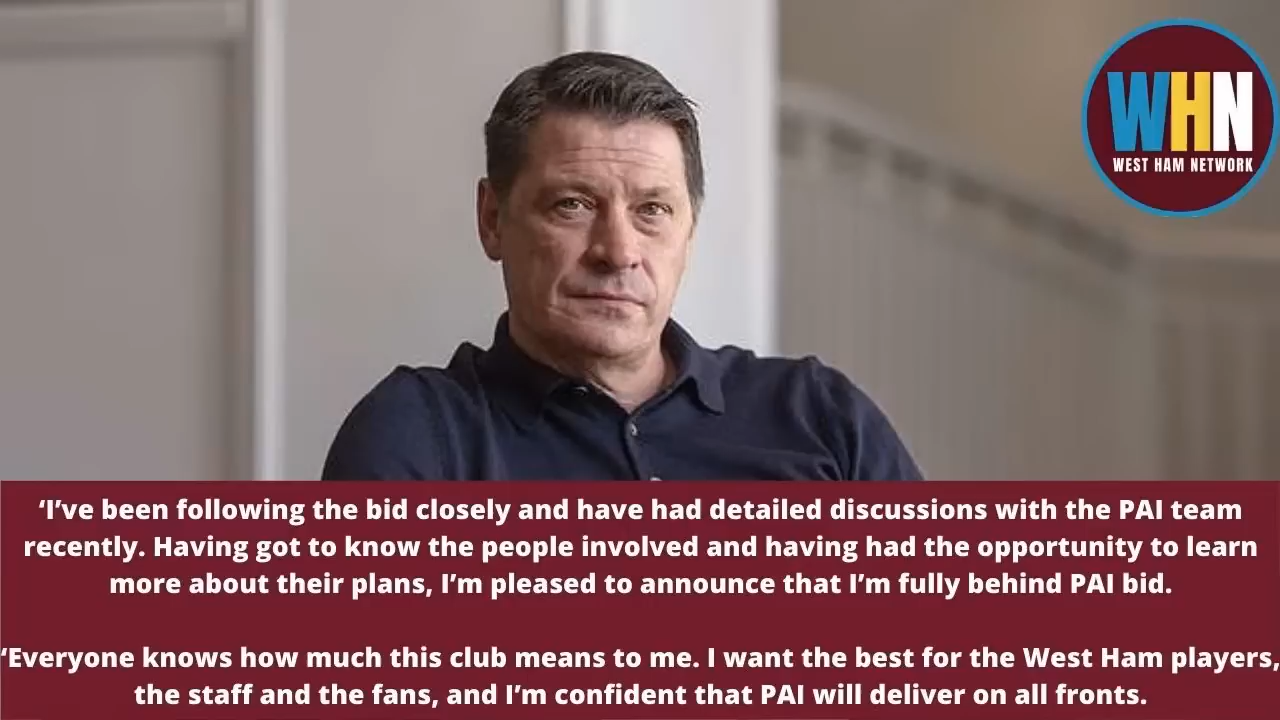 WHN
WEST HAM NETWORK
‘I’ve been following the bid closely and have had detailed discussions with the PAI team
recently. Having got to know the people involved and having had the opportunity to learn
more about their plans, I’m pleased to announce that I’m fully behind PAI bid.
‘Everyone knows how much this club means to me. I want the best for the West Ham players,
the staff and the fans, and I’m confident that PAI will deliver on all fronts.